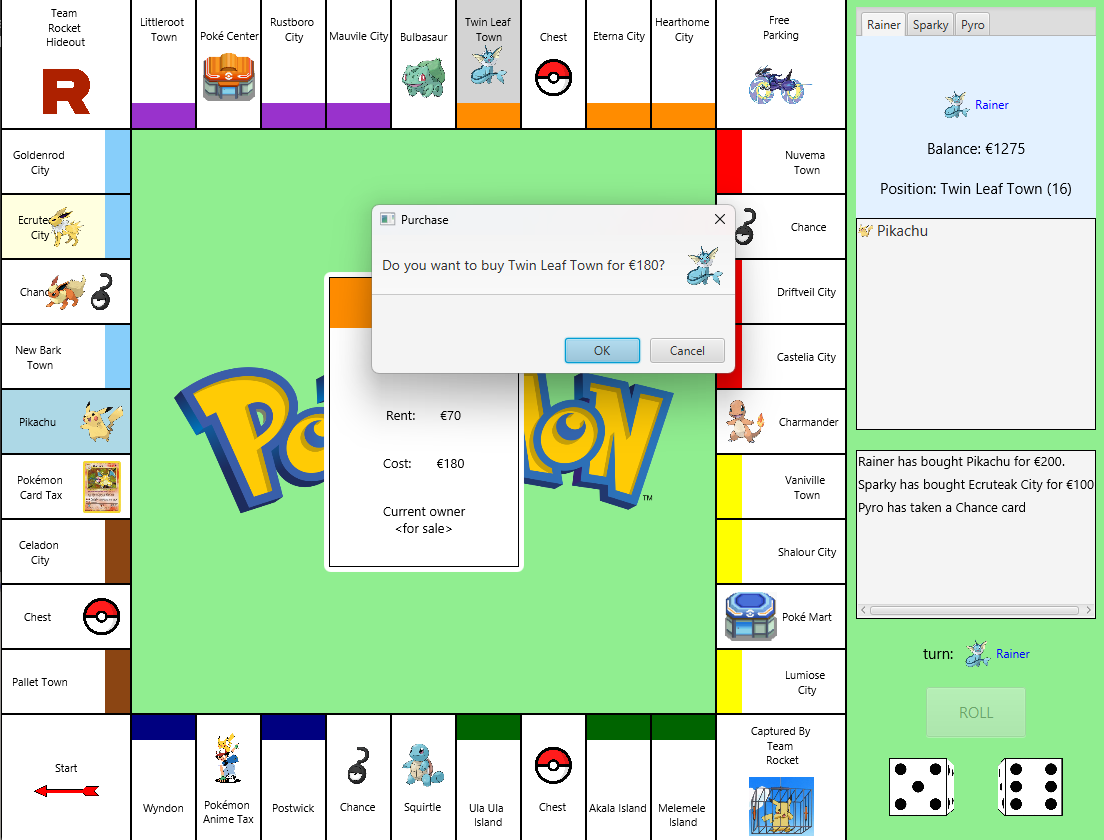 Team
Rocket
Hideout
Littleroot
Town
Poké Center
Rustboro
City
Mauvile City
Bulbasaur
Twin Leaf
Town
Chest
Eterna City
Hearthome
City
Free
Parking
Goldenrod
City
Ecruteak
City
New Bark
Town
Pikachu
Pokémon
Card Tax
Celadon
City
Chest
Pallet Town
Start
Wyndon
Pokémon
Anime Tax
Postwick
Chance
Squirtle
Ula Ula
Island
Chest
Akala Island
Melemele
Island
Captured By
Team
Rocket
Nuvema
Town
Chance
Driftveil City
Castelia City
Charmander
Vaniville
Town
Shalour City
Poké Mart
Lumiose
City
Purchase
Do you want to buy Twin Leaf Town for €180?
OK
Cancel
Rent: €70
Cost: €180
Current owner
<for sale>
TM
Rainer Sparky Pyro
Rainer
Balance: €1275
Position: Twin Leaf Town (16)
Pikachu
Rainer has bought Pikachu for €200.
Sparky has bought Ecruteak City for €100
Pyro has taken a Chance card
turn: Rainer
ROLL